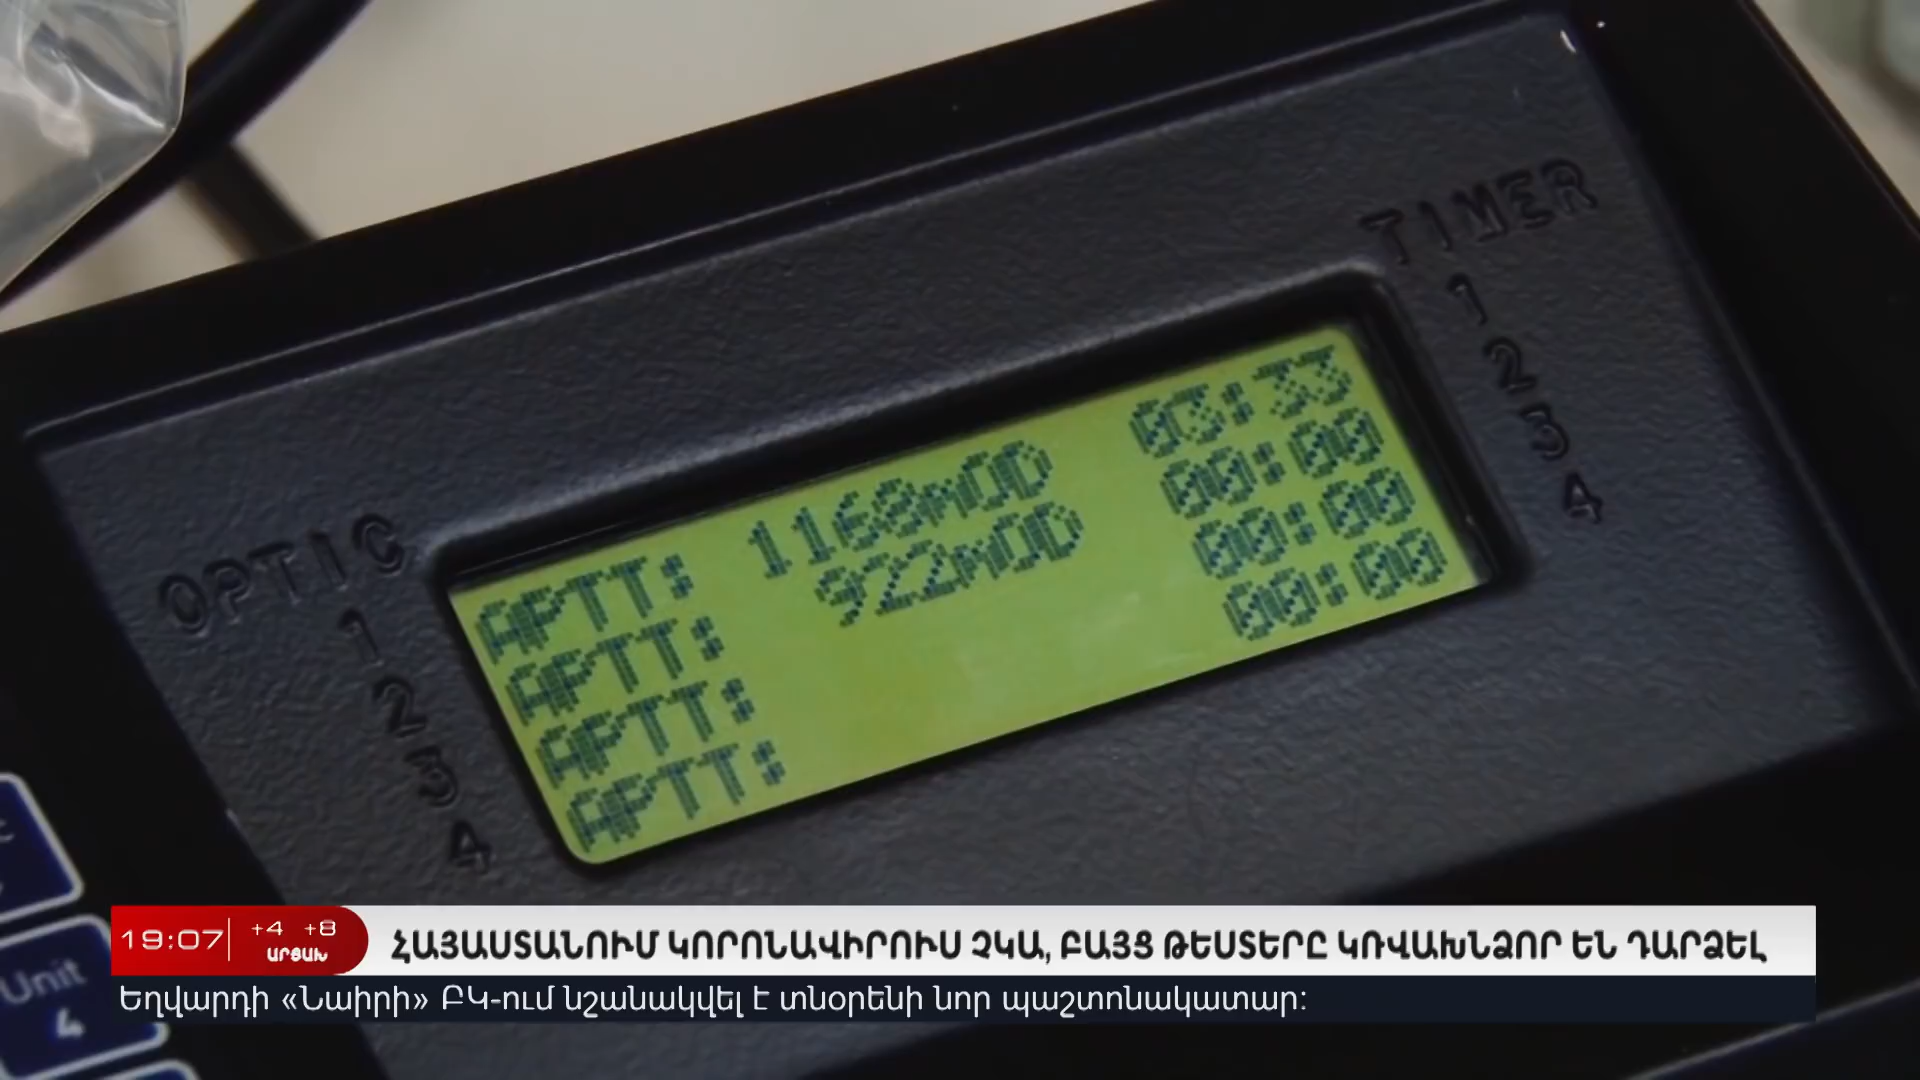 TIMER
1
2
3
4
OPTIC
1
2
3
4
APTT: 1168mOD 03:33
APTT: 922mOD 00:00
APTT: 00:00
APTT: 00:00
Unit
4
19:07
+4 +8
ԱՐՑԱԽ
ՀԱՅԱՍՏԱՆՈՒՄ ԿՈՐՈՆԱՎԻՐՈՒՍ ՉԿԱ, ԲԱՅՑ ԹԵՍՏԵՐԸ ԿՌՎԱԽՆՁՈՐ ԵՆ ԴԱՐՁԵԼ
Եղվարդի «Նաիրի» ԲԿ-ում նշանակվել է տնօրենի նոր պաշտոնակատար: